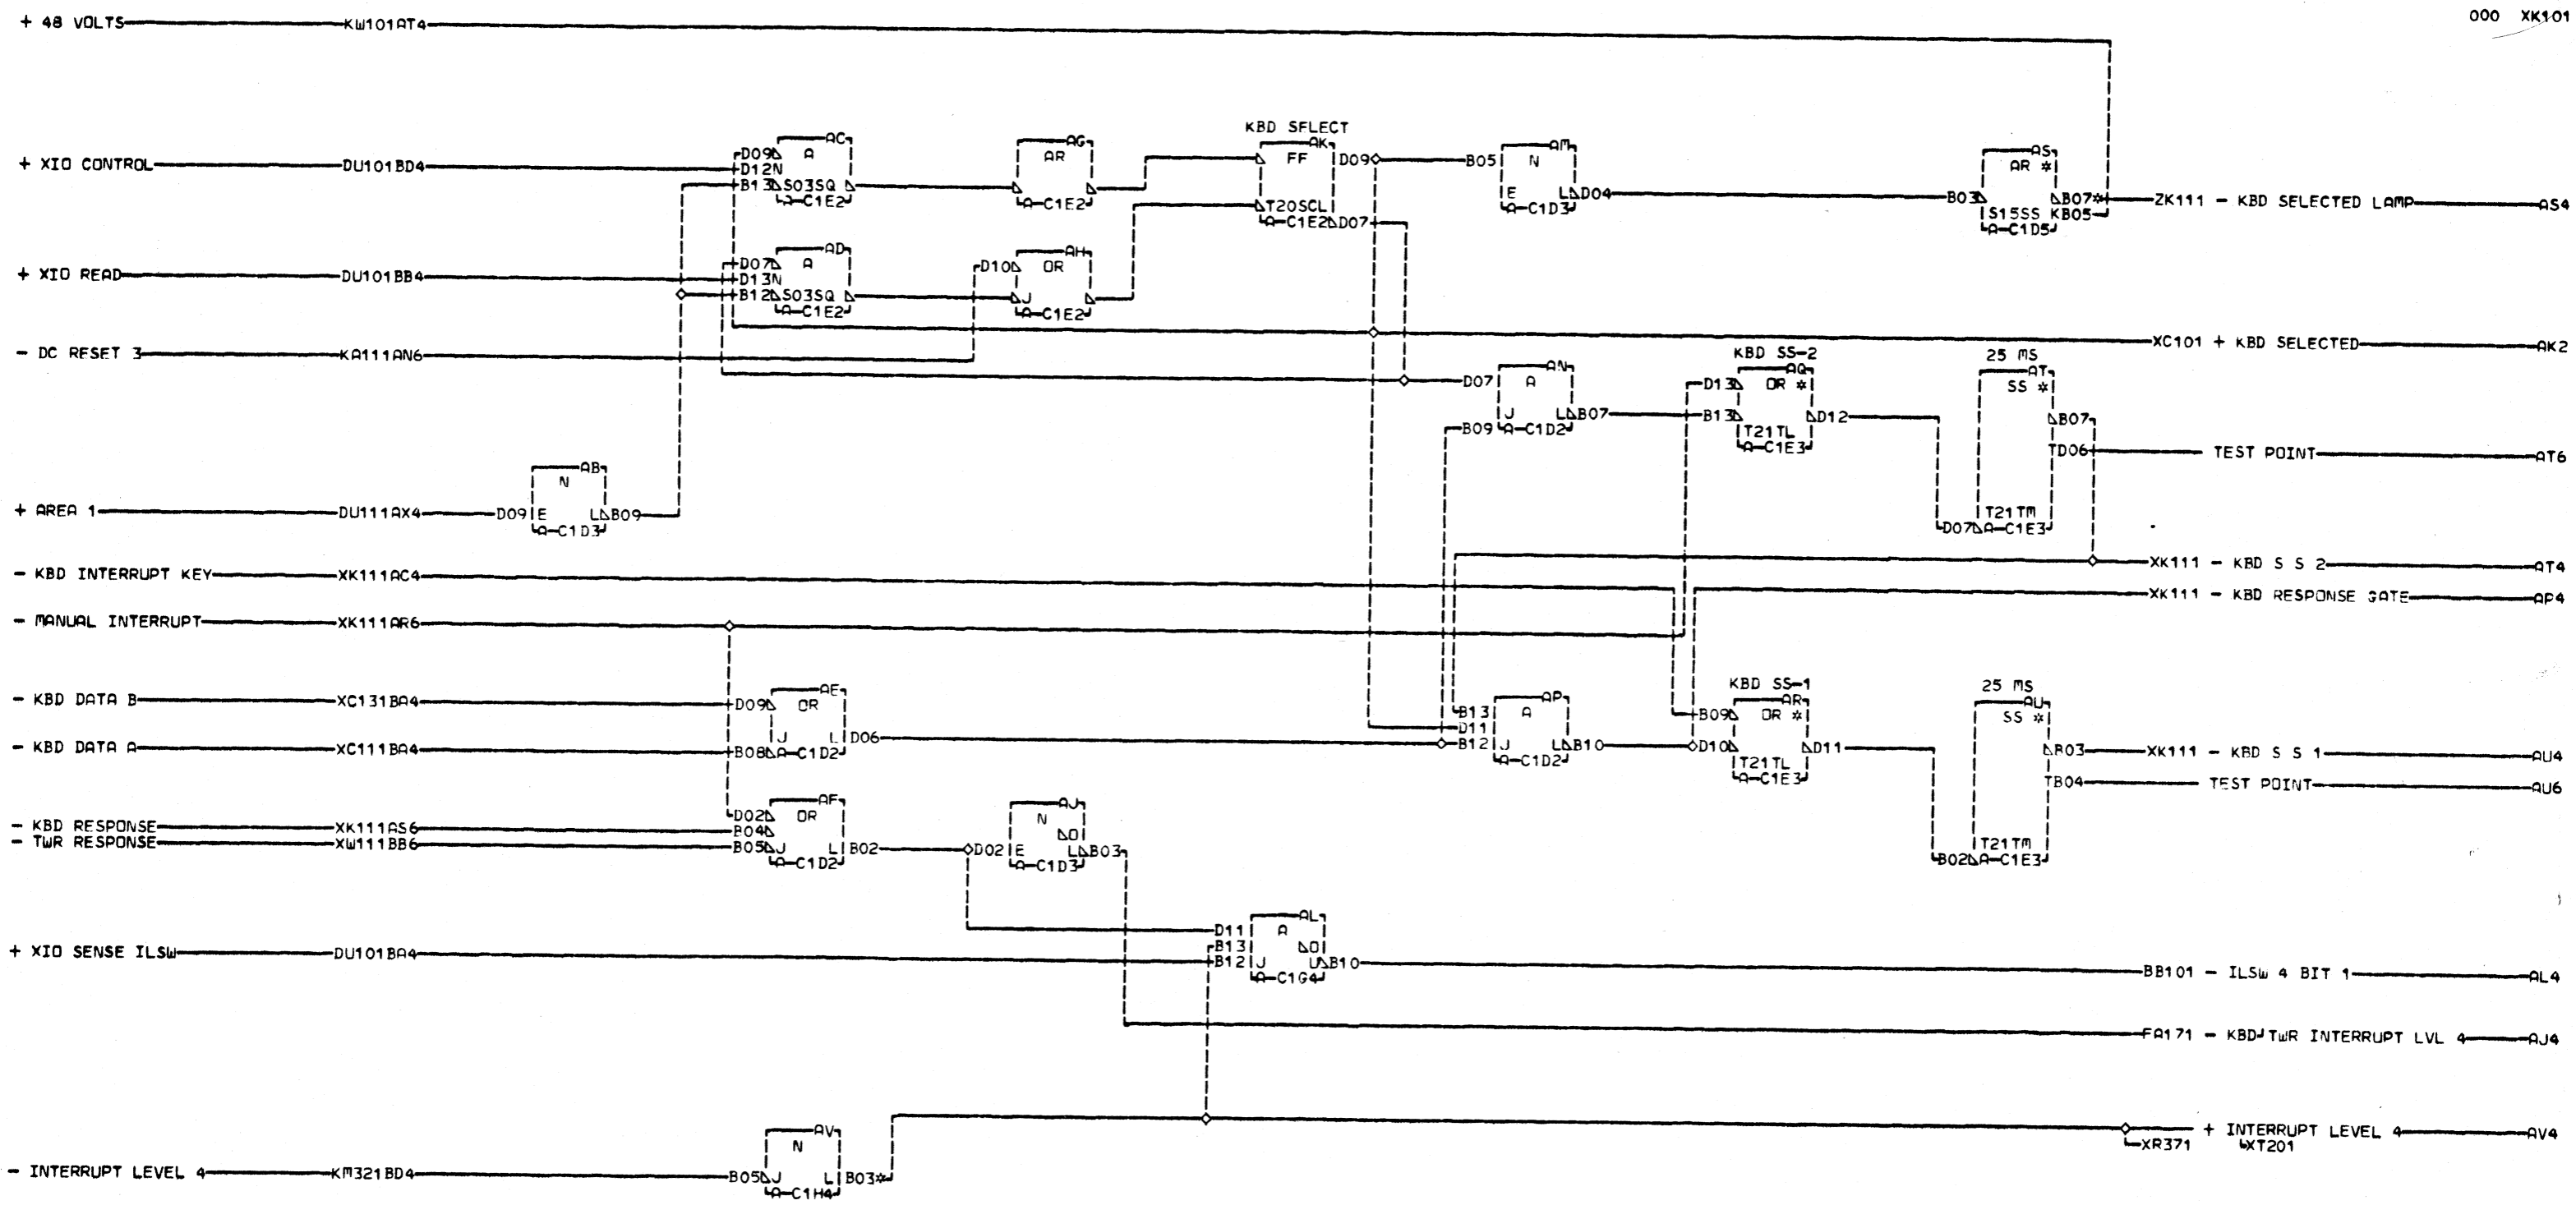 000 XK101
+ 48 VOLTS KW101AT4
KBD SFLECT
AC AG AK AM AS
+ XIO CONTROL DU101BD4 D09 A AR FF D09 B05 N AR *
D12N
B13 S03SQ E L D04 B03 B07* ZK111 - KBD SELECTED LAMP AS4
A-C1E2 A-C1E2 T20SCL A-C1D3 S15SS KB05
A-C1E2 D07 A-C1D5
AD AH
+ XIO READ DU101BB4 D07 A D10 OR
D13N
B12 S03SQ J
A-C1E2 A-C1E2
XC101 + KBD SELECTED AK2
- DC RESET 3 KA111AN6
KBD SS-2 25 MS
AN AQ AT
D07 A D13 OR * SS *
J L B07 B13 D12 B07
B09 A-C1D2 T21TL
A-C1E3 TD06 TEST POINT AT6
AB
N
+ AREA 1 DU111AX4 D09 E L B09 T21TM
A-C1D3 D07 A-C1E3
XK111 - KBD S S 2 AT4
- KBD INTERRUPT KEY XK111AC4
XK111 - KBD RESPONSE GATE AP4
- MANUAL INTERRUPT XK111AR6
KBD SS-1 25 MS
AE AP AR AU
- KBD DATA B XC131BA4 D09 OR B13 A B09 OR * SS *
D11
J L D06 B12 J L B10 D10 D11 B03 XK111 - KBD S S 1 AU4
- KBD DATA A XC111BA4 B08 A-C1D2 A-C1D2 T21TL
A-C1E3 TB04 TEST POINT AU6
AF AJ
D02 OR N
- KBD RESPONSE XK111AS6 B04 DO
- TWR RESPONSE XW111BB6 B05 J L B02 D02 E L B03 T21TM
A-C1D2 A-C1D3 B02 A-C1E3
AL
D11 A
B13 DO
+ XIO SENSE ILSW DU101BA4 B12 J L B10 BB101 - ILSW 4 BIT 1 AL4
A-C1G4
FA171 - KBD TWR INTERRUPT LVL 4 AJ4
AV + INTERRUPT LEVEL 4 AV4
N XR371 XT201
- INTERRUPT LEVEL 4 KM321BD4 B05 J L B03*
A-C1H4